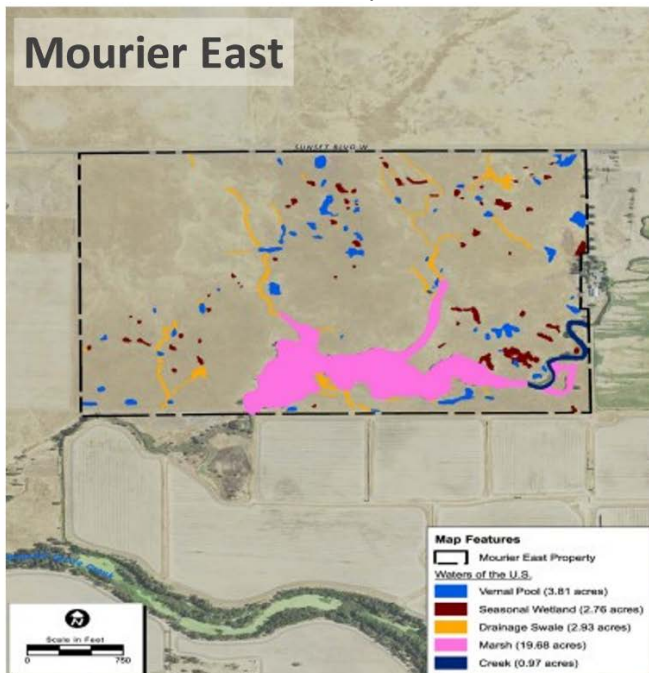 Mourier East
SUNSET BLVD W
Map Features
Mourier East Property
Waters of the U.S.
Vernal Pool (3.81 acres)
Seasonal Wetland (2.76 acres)
Drainage Swale (2.93 acres)
Marsh (19.68 acres)
Creek (0.97 acres)
N
Scale in Feet
0 750